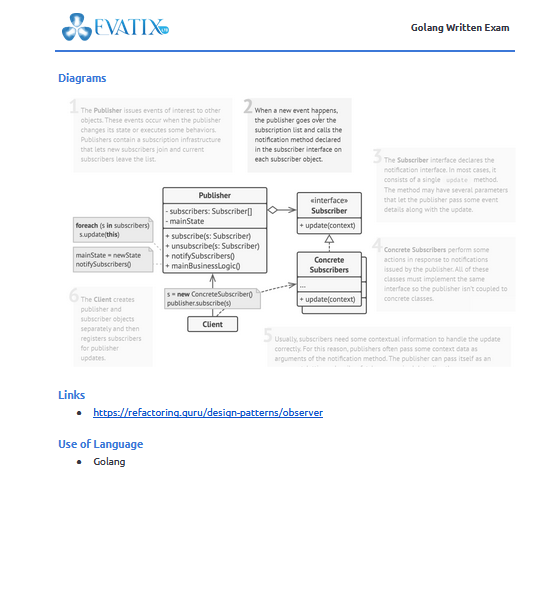 EVATIX
Golang Written Exam
Diagrams
1 The Publisher issues events of interest to other
objects. These events occur when the publisher
changes its state or executes some behaviors.
Publishers contain a subscription infrastructure
that lets new subscribers join and current
subscribers leave the list.
2 When a new event happens,
the publisher goes over the
subscription list and calls the
notification method declared
in the subscriber interface on
each subscriber object.
3 The Subscriber interface declares the
notification interface. In most cases, it
consists of a single update method.
The method may have several parameters
that let the publisher pass some event
details along with the update.
Publisher
- subscribers: Subscriber[]
- mainState
+ subscribe(s: Subscriber)
+ unsubscribe(s: Subscriber)
+ notifySubscribers()
+ mainBusinessLogic()
«interface»
Subscriber
+ update(context)
foreach (s in subscribers)
s.update(this)
mainState = newState
notifySubscribers()
4 Concrete Subscribers perform some
actions in response to notifications
issued by the publisher. All of these
classes must implement the same
interface so the publisher isn't coupled to
concrete classes.
Concrete
Subscribers
...
+ update(context)
6 The Client creates
publisher and
subscriber objects
separately and then
registers subscribers
for publisher
updates.
s = new ConcreteSubscriber()
publisher.subscribe(s)
Client
5 Usually, subscribers need some contextual information to handle the update
correctly. For this reason, publishers often pass some context data as
arguments of the notification method. The publisher can pass itself as an
Links
• https://refactoring.guru/design-patterns/observer
Use of Language
• Golang